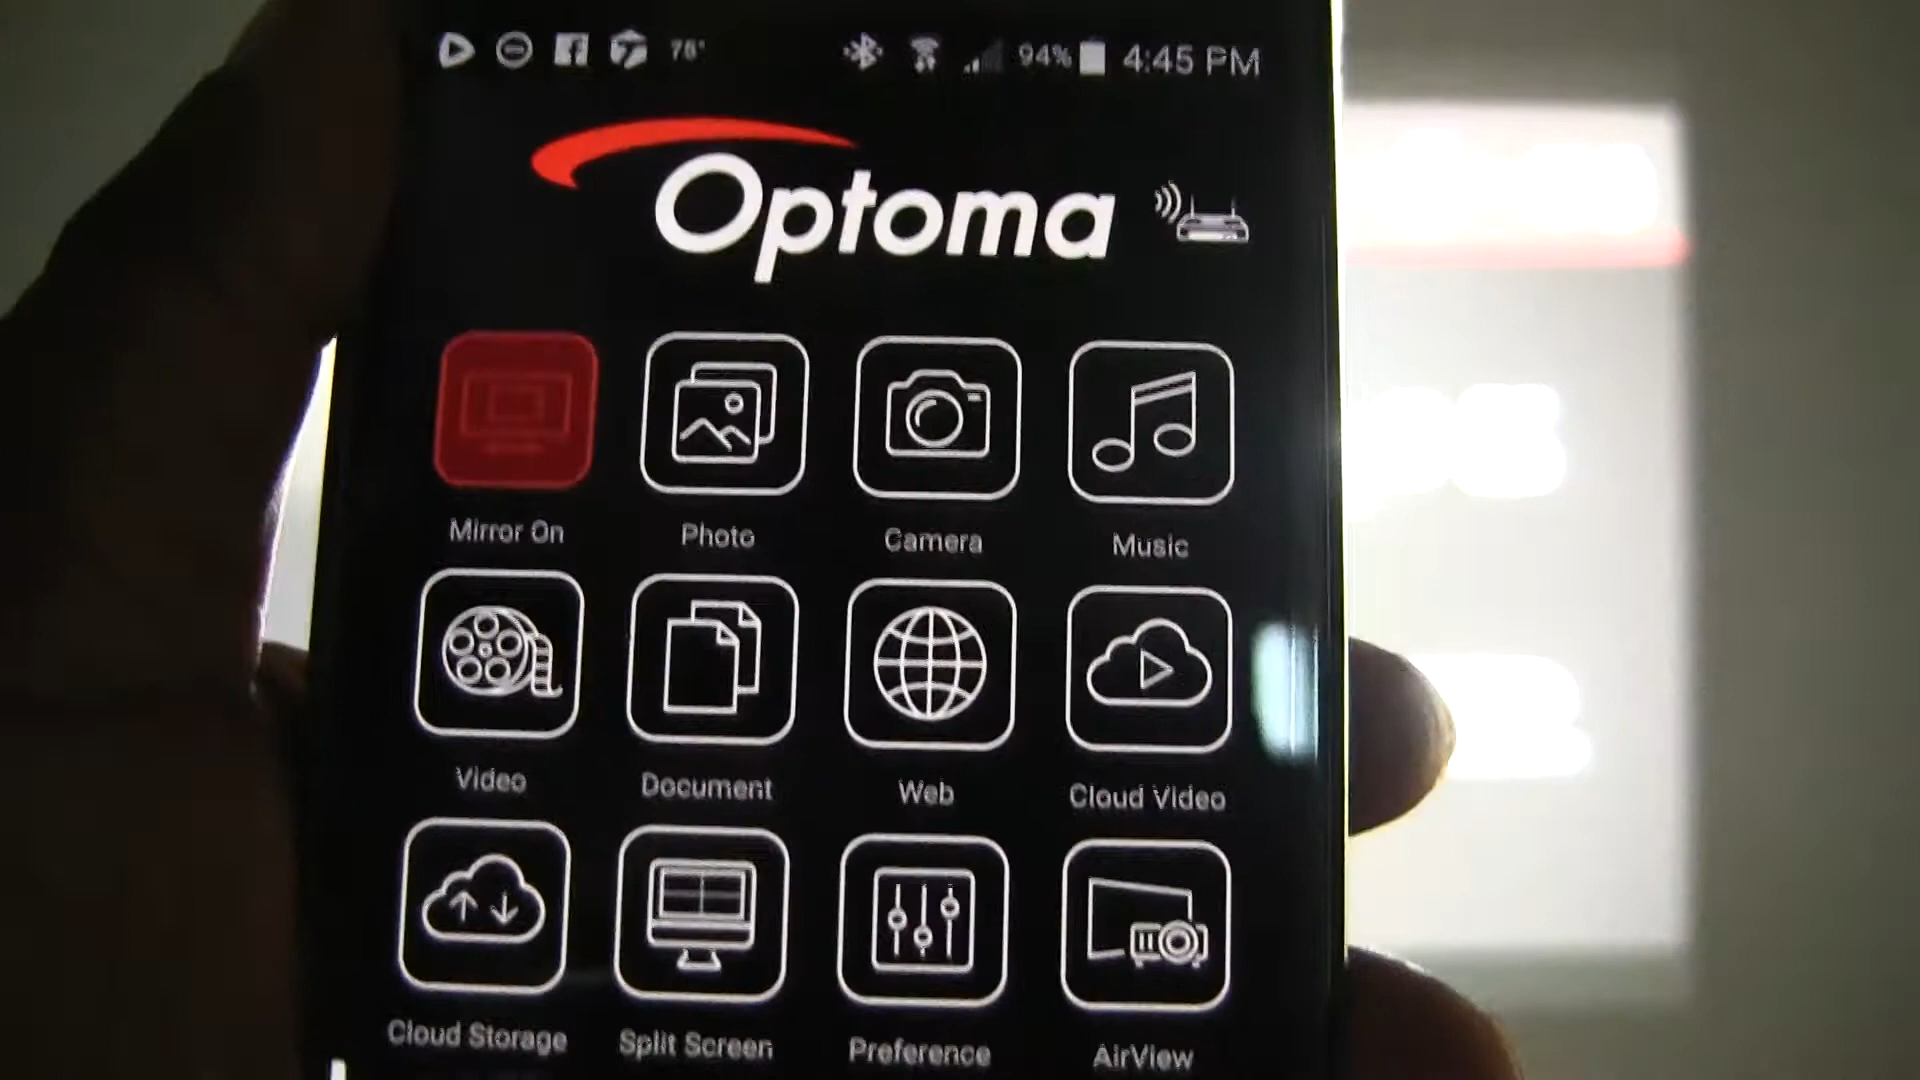 75° 94% 4:45 PM
Optoma
Mirror On Photo Camera Music
Video Document Web Cloud Video
Cloud Storage Split Screen Preference AirView